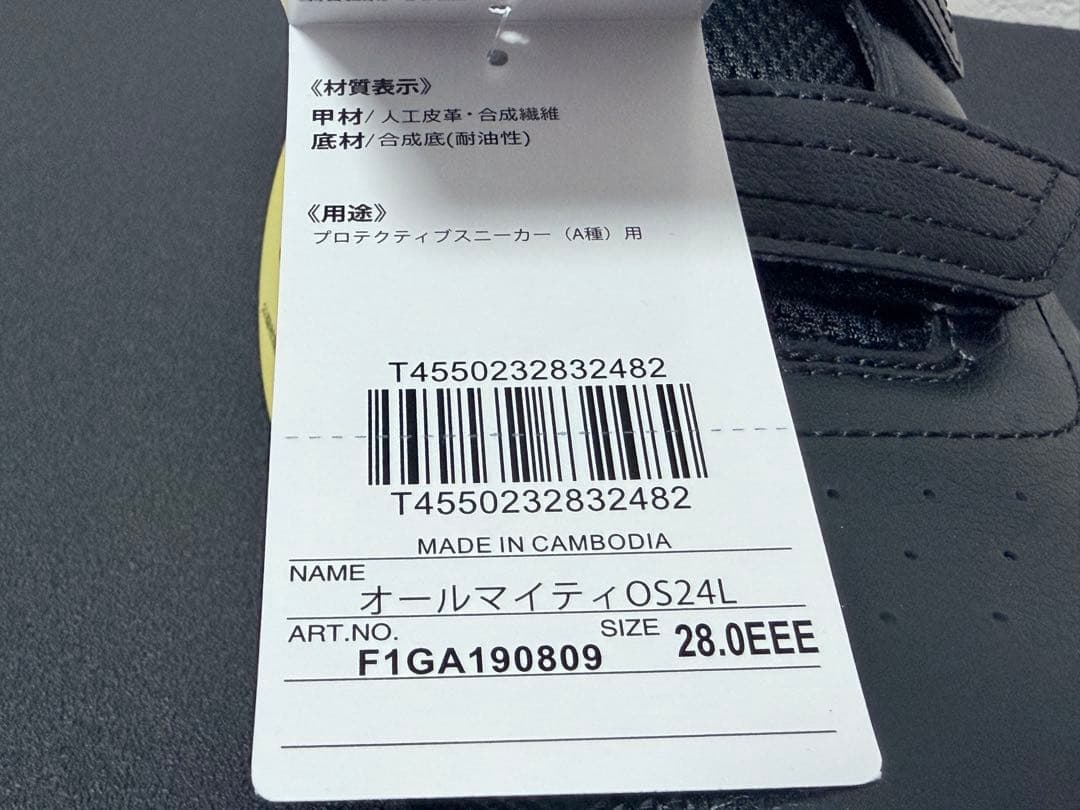 《材質表示》
甲材/人工皮革・合成繊維
底材/合成底(耐油性)
《用途》
プロテクティブスニーカー（A種）用
T4550232832482
T4550232832482
MADE IN CAMBODIA
NAME
オールマイティOS24L
ART.NO.
F1GA190809
SIZE 28.0EEE